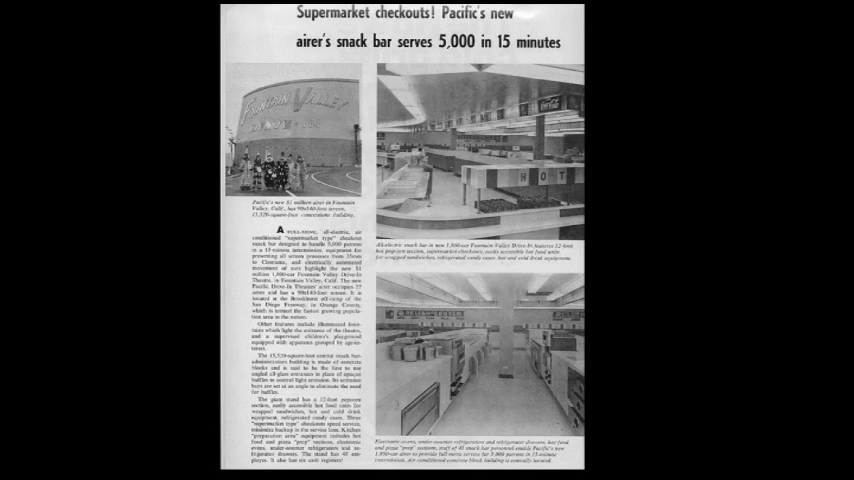 Supermarket checkouts! Pacific's new
airer's snack bar serves 5,000 in 15 minutes
FOUNTAIN VALLEY
DRIVE-IN
Coca-Cola
HOT
Pacific's new $1 million-airer in Fountain
Valley, Calif., has 90x140-foot screen,
15,520-square-foot concessions building.
All-electric snack bar in new 1,800-car Fountain Valley Drive-In features 12-foot
hot popcorn section, supermarket checkouts, easily accessible hot food units
for wrapped sandwiches, refrigerated candy cases, hot and cold drink equipment.
A FULL-MENU, all-electric, air
conditioned "supermarket type" checkout
snack bar designed to handle 5,000 patrons
in a 15-minute intermission, equipment for
presenting all screen processes from 35mm
to Cinerama, and electrically automated
movement of cars highlight the new $1
million 1,800-car Fountain Valley Drive-In
Theatre, in Fountain Valley, Calif. The new
Pacific Drive-In Theatres' airer occupies 27
acres and has a 90x140-foot screen. It is
located at the Brookhurst off-ramp of the
San Diego Freeway, in Orange County,
which is termed the fastest growing popula-
tion area in the nation.
Other features include illuminated foun-
tains which light the entrance of the theatre,
and a supervised children's playground
equipped with apparatus grouped by age-in-
terest.
The 15,520-square-foot central snack bar-
administration building is made of concrete
blocks and is said to be the first to use
angled all-glass entrances in place of opaque
baffles to control light emission. Its entrance
bars are set at an angle to eliminate the need
for baffles.
The giant stand has a 12-foot popcorn
section, easily accessible hot food units for
wrapped sandwiches, hot and cold drink
equipment, refrigerated candy cases. Three
"supermarket type" checkouts speed service,
minimize backup in the service lane. Kitchen
"preparation area" equipment includes hot
food and pizza "prep" sections, electronic
ovens, under-counter refrigerators and re-
frigerator drawers. The stand has 45 em-
ployes. It also has six cash registers!
Electronic ovens, under-counter refrigerators and refrigerator drawers, hot food
and pizza "prep" sections, staff of 45 snack bar personnel enable Pacific's new
1,800-car airer to provide full menu service for 5,000 patrons in 15-minute
intermission. Air-conditioned concrete block building is centrally located.